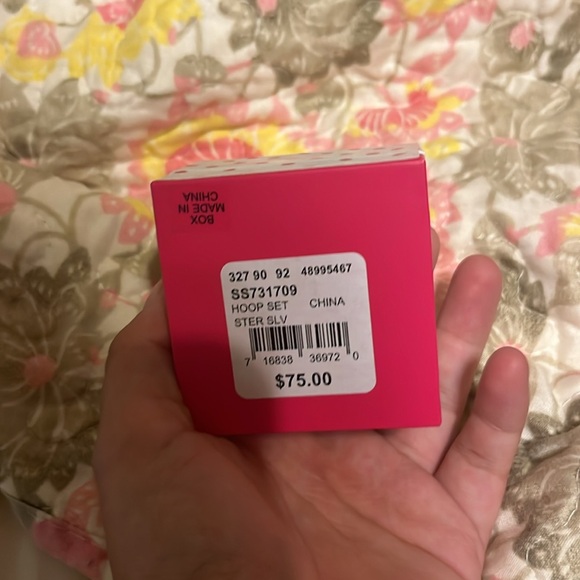 BOX
MADE IN
CHINA
327 90 92 48995467
SS731709
HOOP SET CHINA
STER SLV
7 16838 36972 0
$75.00